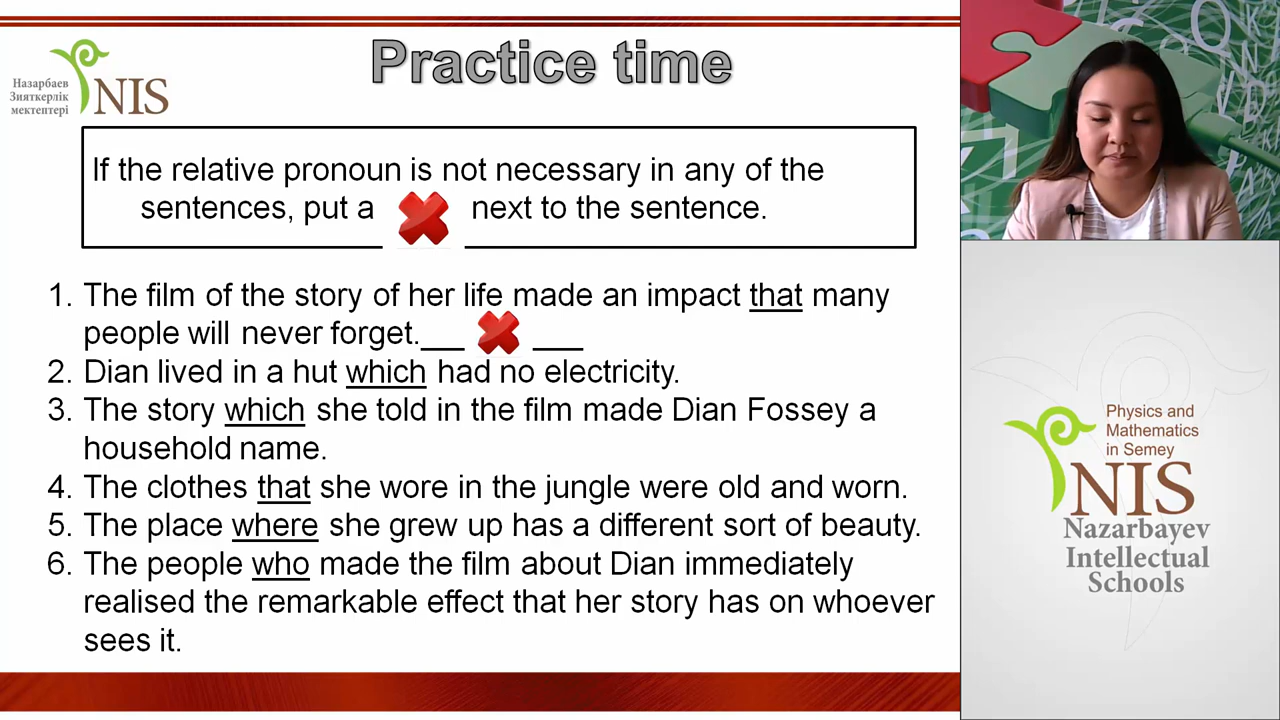 Practice time
Назарбаев
Зияткерлік
мектептері
NIS
If the relative pronoun is not necessary in any of the
sentences, put a next to the sentence.
1. The film of the story of her life made an impact that many
people will never forget.___ ___
2. Dian lived in a hut which had no electricity.
3. The story which she told in the film made Dian Fossey a
household name.
4. The clothes that she wore in the jungle were old and worn.
5. The place where she grew up has a different sort of beauty.
6. The people who made the film about Dian immediately
realised the remarkable effect that her story has on whoever
sees it.
Physics and
Mathematics
in Semey
NIS
Nazarbayev
Intellectual
Schools